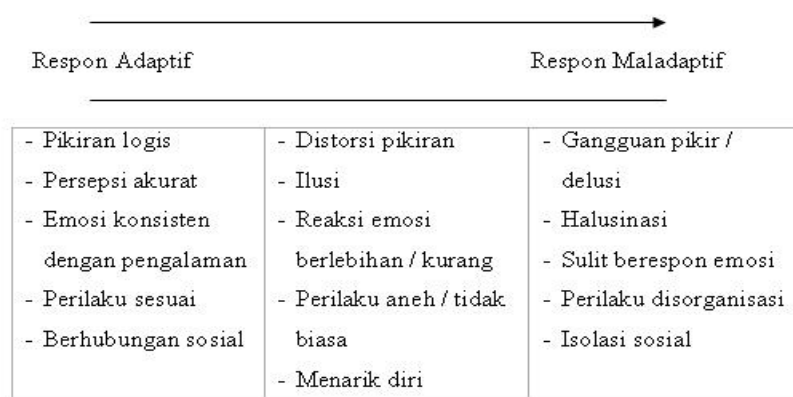 Respon Adaptif
Respon Maladaptif
- Pikiran logis
- Persepsi akurat
- Emosi konsisten
dengan pengalaman
- Perilaku sesuai
- Berhubungan sosial
- Distorsi pikiran
- Ilusi
- Reaksi emosi
berlebihan / kurang
- Perilaku aneh / tidak
biasa
- Menarik diri
- Gangguan pikir /
delusi
- Halusinasi
- Sulit berespon emosi
- Perilaku disorganisasi
- Isolasi sosial